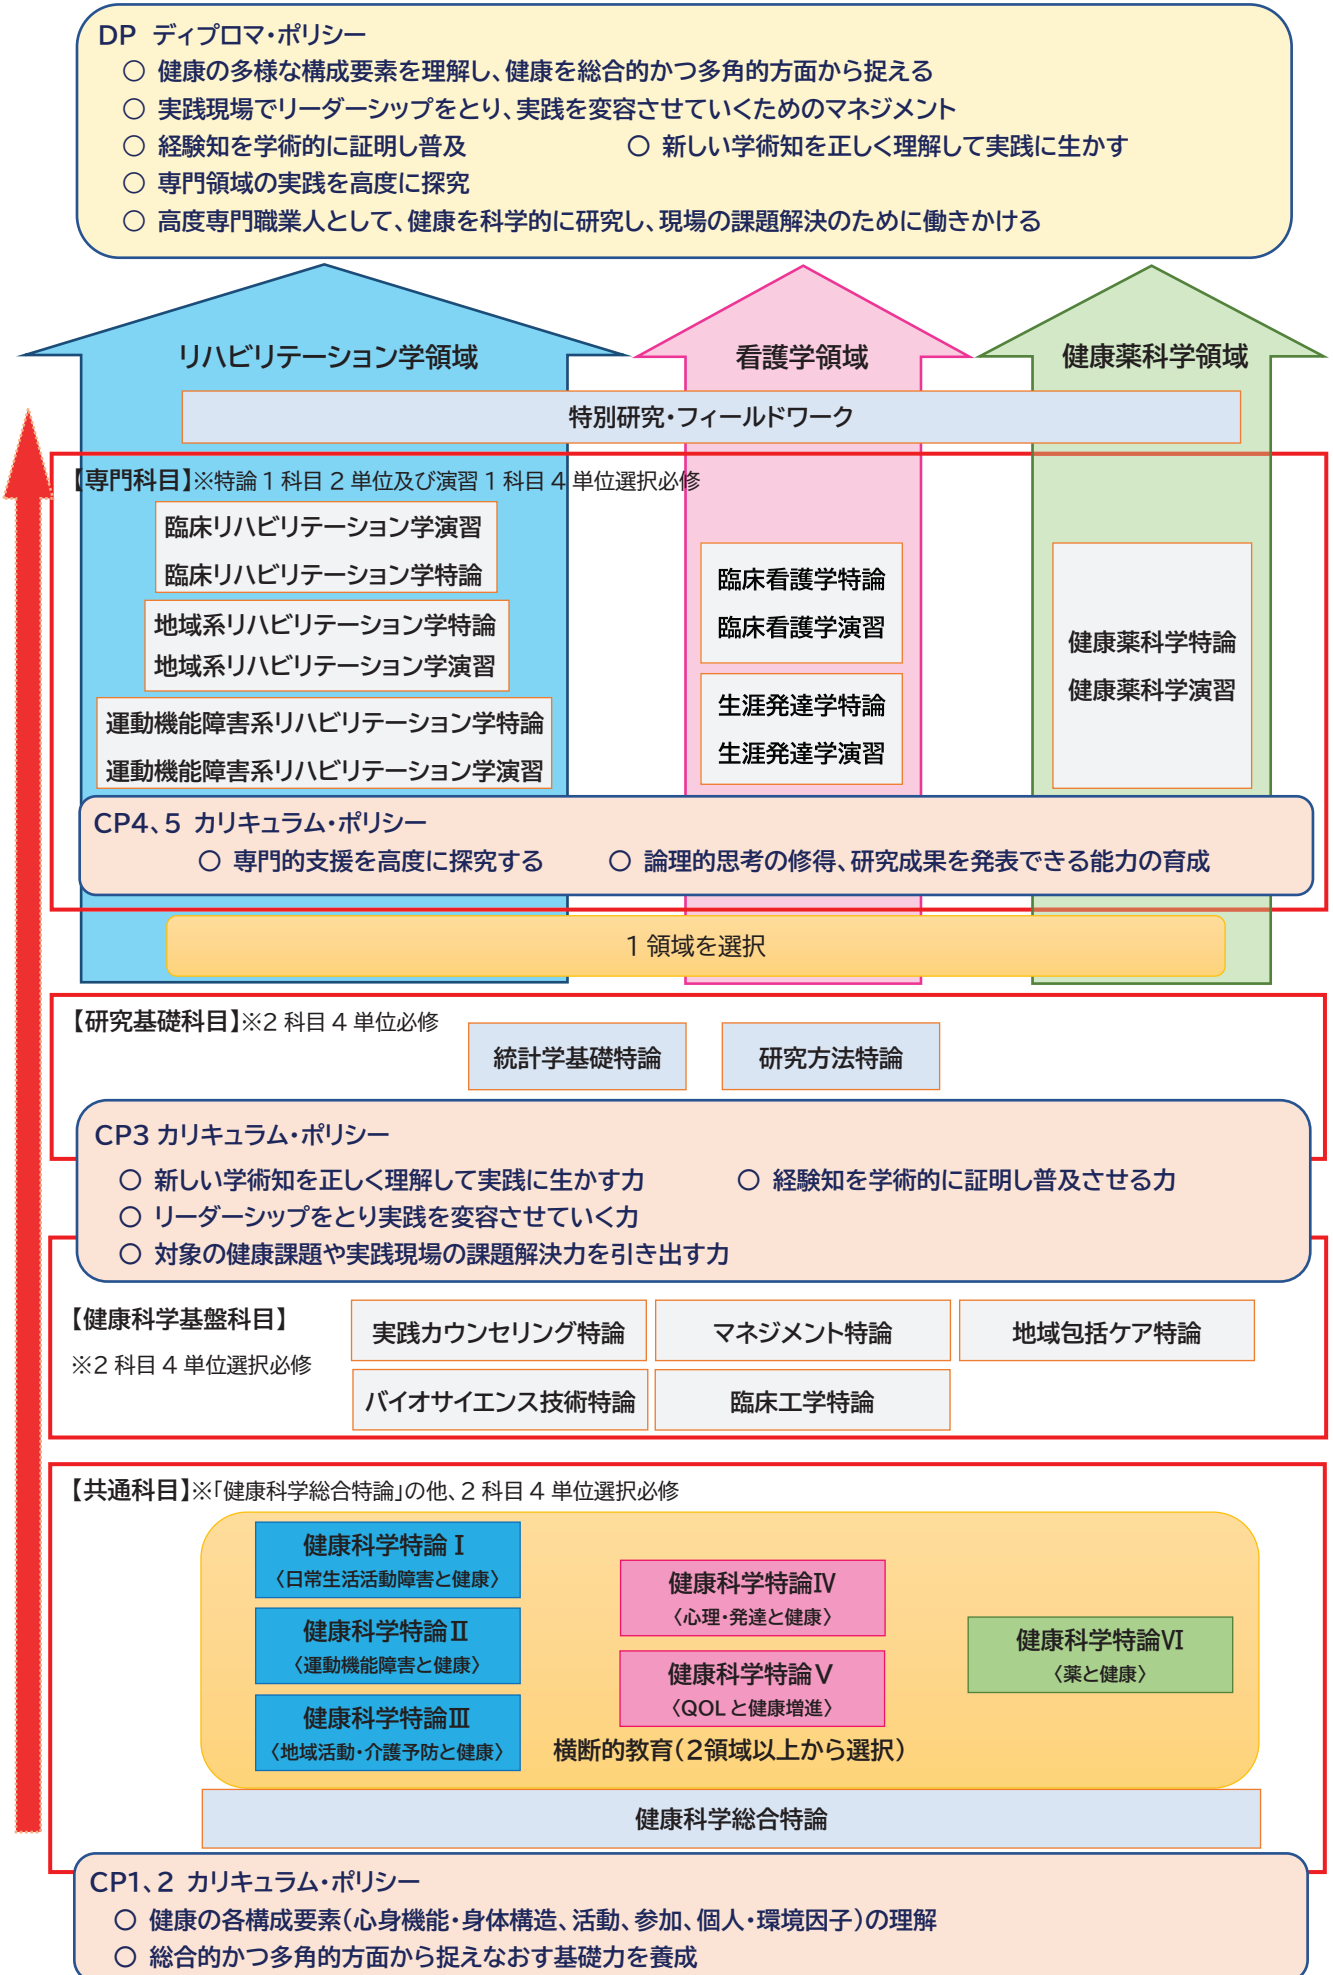 DP ディプロマ・ポリシー
○ 健康の多様な構成要素を理解し、健康を総合的かつ多角的方面から捉える
○ 実践現場でリーダーシップをとり、実践を変容させていくためのマネジメント
○ 経験知を学術的に証明し普及 ○ 新しい学術知を正しく理解して実践に生かす
○ 専門領域の実践を高度に探究
○ 高度専門職業人として、健康を科学的に研究し、現場の課題解決のために働きかける
リハビリテーション学領域
看護学領域
健康薬科学領域
特別研究・フィールドワーク
【専門科目】※特論 1 科目 2 単位及び演習 1 科目 4 単位選択必修
臨床リハビリテーション学演習
臨床リハビリテーション学特論
地域系リハビリテーション学特論
地域系リハビリテーション学演習
運動機能障害系リハビリテーション学特論
運動機能障害系リハビリテーション学演習
臨床看護学特論
臨床看護学演習
生涯発達学特論
生涯発達学演習
健康薬科学特論
健康薬科学演習
CP4、5 カリキュラム・ポリシー
○ 専門的支援を高度に探究する ○ 論理的思考の修得、研究成果を発表できる能力の育成
1 領域を選択
【研究基礎科目】※2 科目 4 単位必修
統計学基礎特論
研究方法特論
CP3 カリキュラム・ポリシー
○ 新しい学術知を正しく理解して実践に生かす力 ○ 経験知を学術的に証明し普及させる力
○ リーダーシップをとり実践を変容させていく力
○ 対象の健康課題や実践現場の課題解決力を引き出す力
【健康科学基盤科目】
※2 科目 4 単位選択必修
実践カウンセリング特論
マネジメント特論
地域包括ケア特論
バイオサイエンス技術特論
臨床工学特論
【共通科目】※「健康科学総合特論」の他、2 科目 4 単位選択必修
健康科学特論Ⅰ
〈日常生活活動障害と健康〉
健康科学特論Ⅱ
〈運動機能障害と健康〉
健康科学特論Ⅲ
〈地域活動・介護予防と健康〉
健康科学特論Ⅳ
〈心理・発達と健康〉
健康科学特論Ⅴ
〈QOL と健康増進〉
健康科学特論Ⅵ
〈薬と健康〉
横断的教育（2領域以上から選択）
健康科学総合特論
CP1、2 カリキュラム・ポリシー
○ 健康の各構成要素（心身機能・身体構造、活動、参加、個人・環境因子）の理解
○ 総合的かつ多角的方面から捉えなおす基礎力を養成